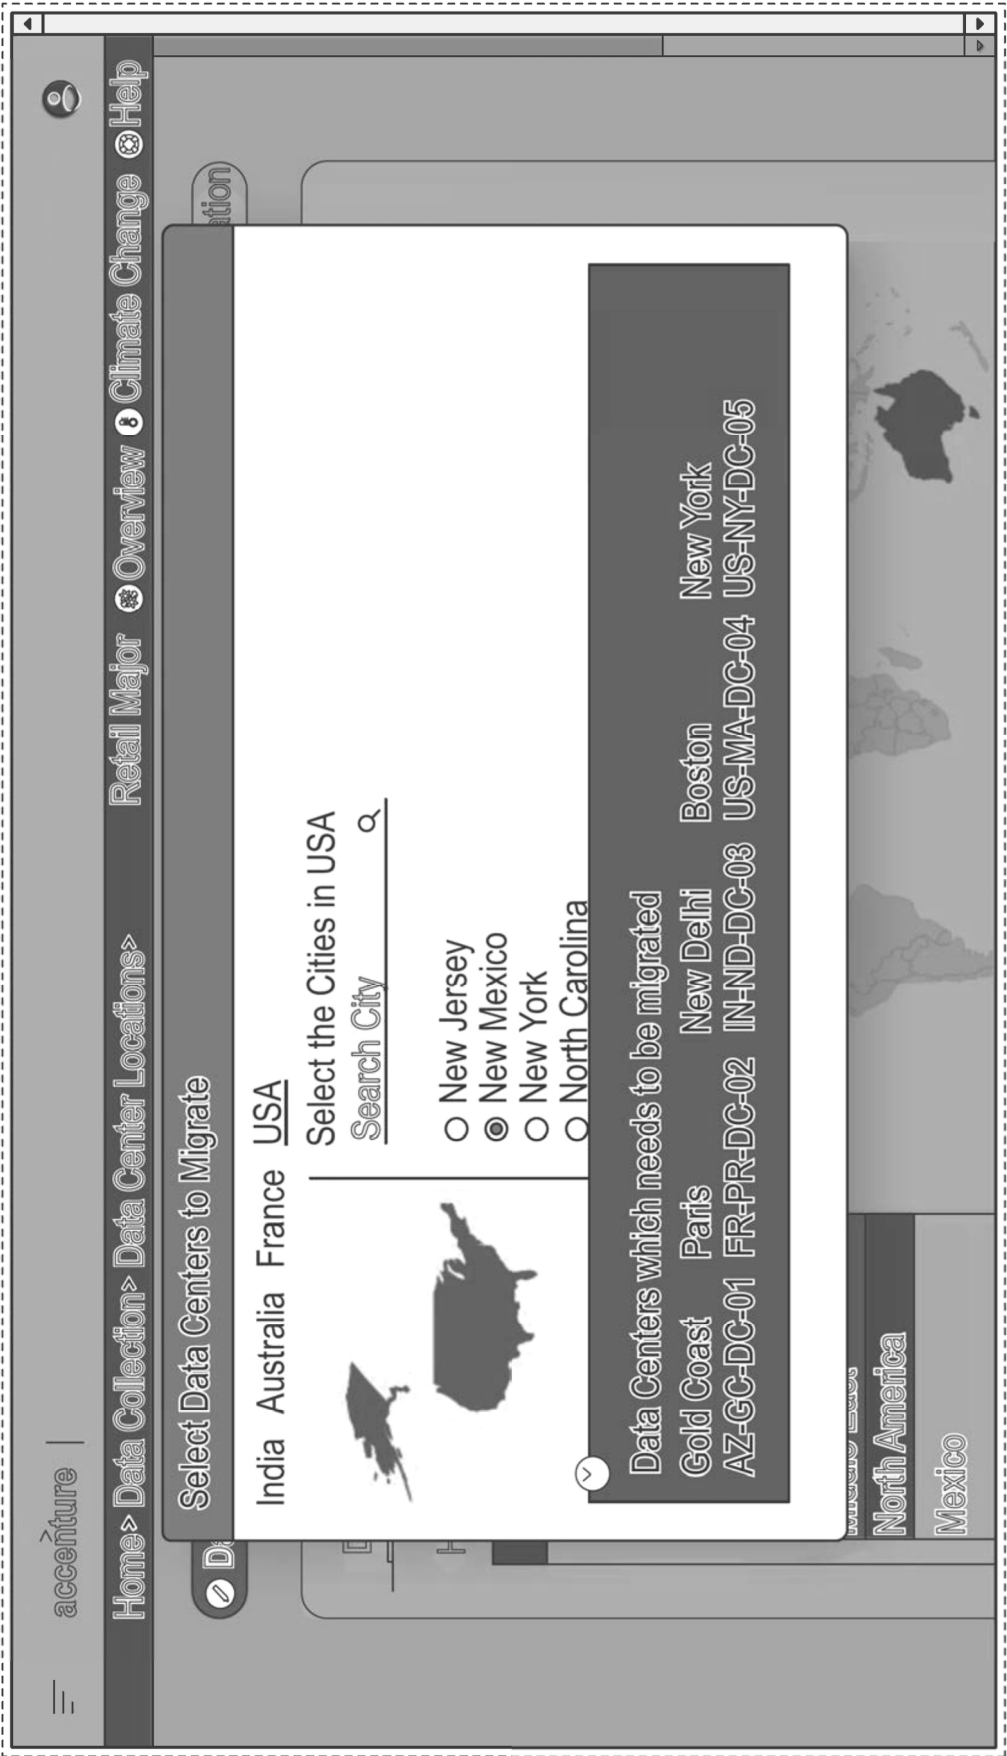 accenture
Home> Data Collection> Data Center Locations>
Retail Major Overview Climate Change Help
Select Data Centers to Migrate
India Australia France USA
Select the Cities in USA
Search City
New Jersey
New Mexico
New York
North Carolina
Data Centers which needs to be migrated
Gold Coast Paris New Delhi Boston New York
AZ-GC-DC-01 FR-PR-DC-02 IN-ND-DC-03 US-MA-DC-04 US-NY-DC-05
North America
Mexico